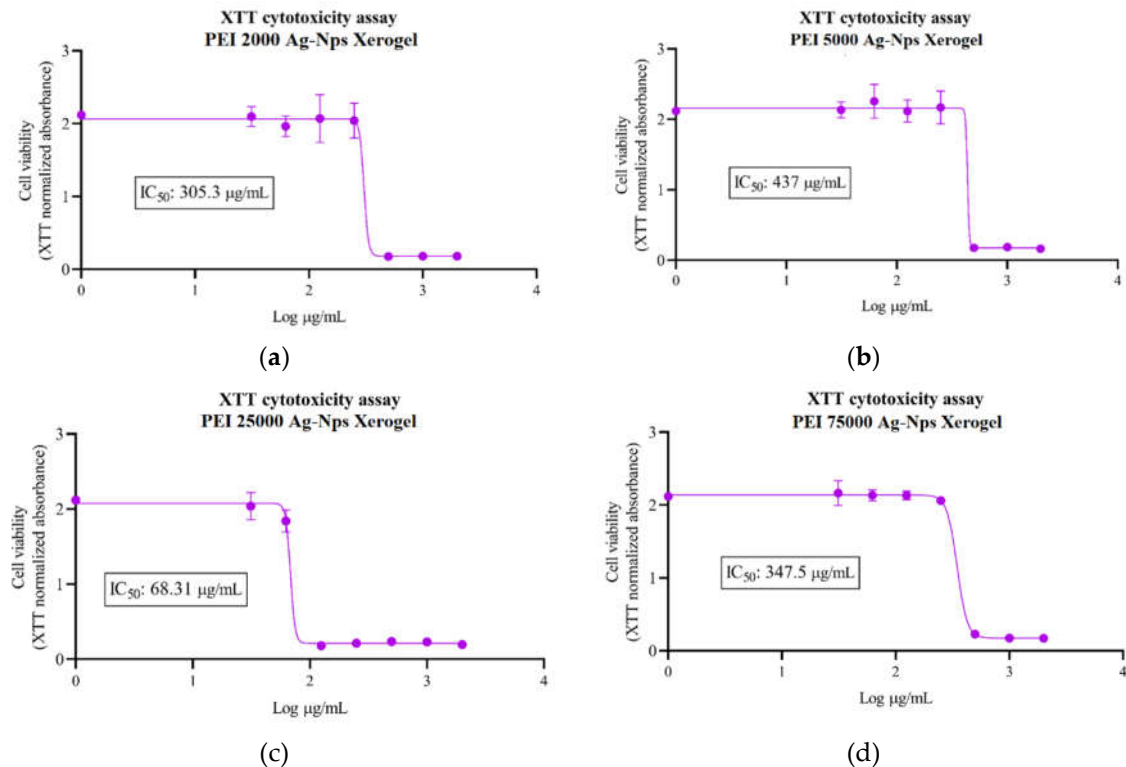 XTT cytotoxicity assay
PEI 2000 Ag-Nps Xerogel
Cell viability
(XTT normalized absorbance)
3
2
1
0
IC50: 305.3 µg/mL
0 1 2 3 4
Log µg/mL
(a)
XTT cytotoxicity assay
PEI 5000 Ag-Nps Xerogel
Cell viability
(XTT normalized absorbance)
3
2
1
0
IC50: 437 µg/mL
0 1 2 3 4
Log µg/mL
(b)
XTT cytotoxicity assay
PEI 25000 Ag-Nps Xerogel
Cell viability
(XTT normalized absorbance)
3
2
1
0
IC50: 68.31 µg/mL
0 1 2 3 4
Log µg/mL
(c)
XTT cytotoxicity assay
PEI 75000 Ag-Nps Xerogel
Cell viability
(XTT normalized absorbance)
3
2
1
0
IC50: 347.5 µg/mL
0 1 2 3 4
Log µg/mL
(d)